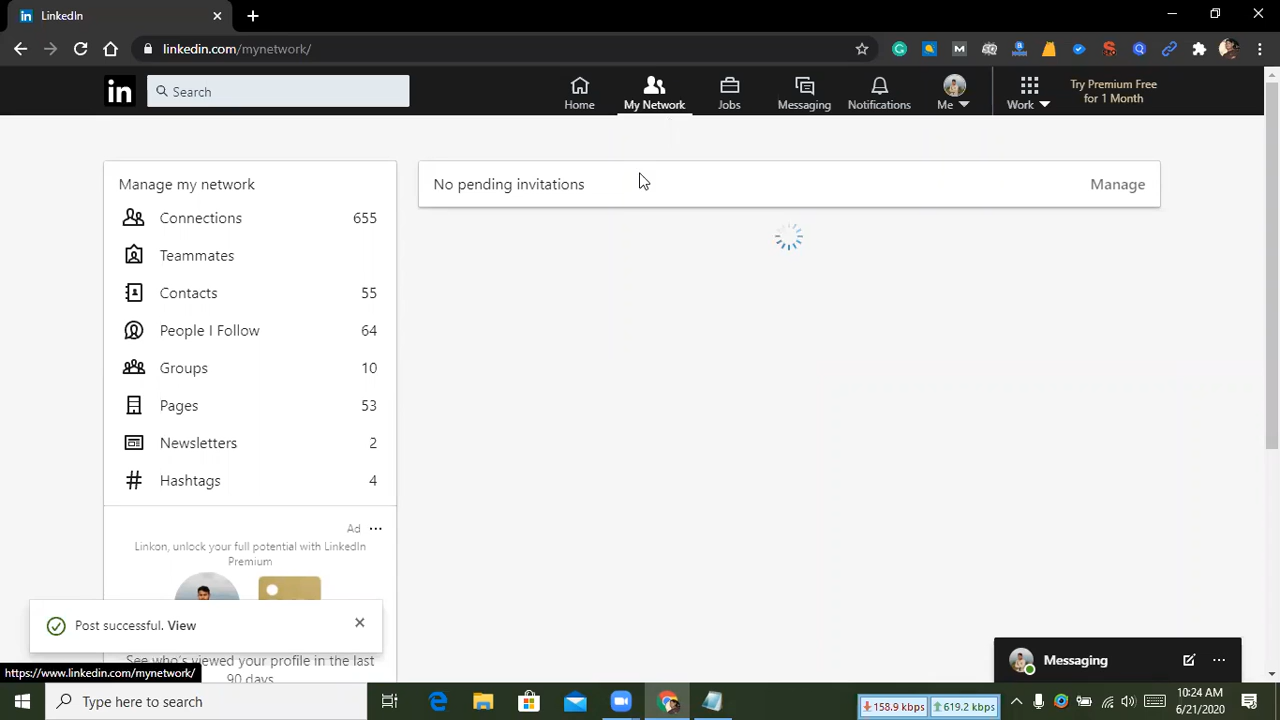 in LinkedIn
linkedin.com/mynetwork/
in Search Home My Network Jobs Messaging Notifications Me Work Try Premium Free
for 1 Month
Manage my network
Connections 655
Teammates
Contacts 55
People I Follow 64
Groups 10
Pages 53
Newsletters 2
Hashtags 4
No pending invitations Manage
Ad
Linkon, unlock your full potential with LinkedIn
Premium
Post successful. View
See who's viewed your profile in the last
90 days
https://www.linkedin.com/mynetwork/
Messaging
Type here to search
158.9 kbps 619.2 kbps
10:24 AM
6/21/2020